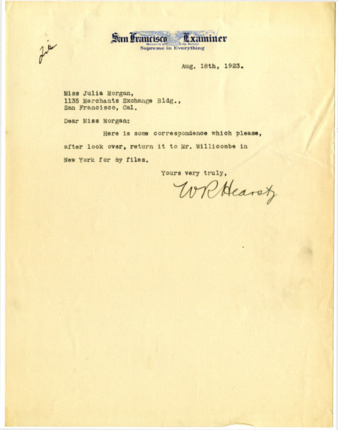 File
San Francisco Examiner
Supreme in Everything
Aug. 18th, 1923.
Miss Julia Morgan,
1135 Merchants Exchange Bldg.,
San Francisco, Cal.
Dear Miss Morgan:
Here is some correspondence which please,
after look over, return it to Mr. Willicombe in
New York for my files.
Yours very truly,
WR Hearst